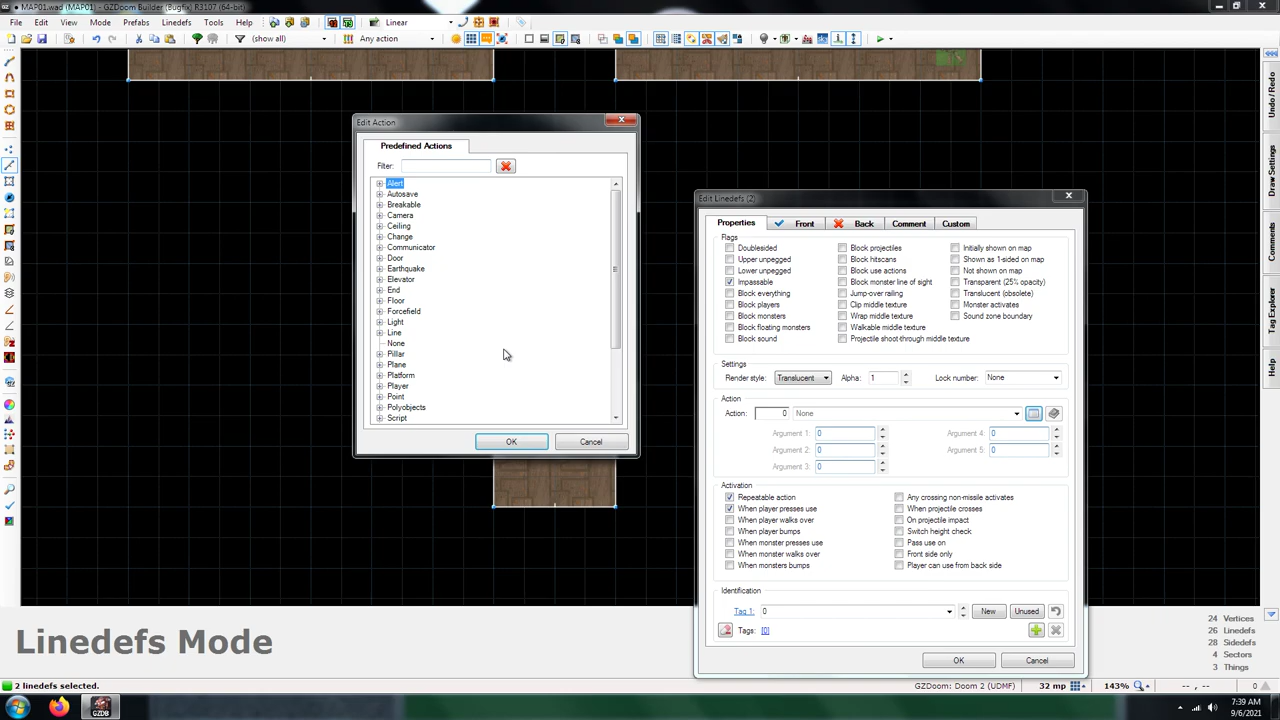 MAP01.wad (MAP01) - GZDoom Builder (Bugfix) R3107 (64-bit)
File Edit View Mode Prefabs Linedefs Tools Help
Linear
(show all)
Any action
Undo / Redo
View Settings
Comments
Tag Explorer
Help
Edit Action
Predefined Actions
Filter:
Alert
Autosave
Breakable
Camera
Ceiling
Change
Communicator
Door
Earthquake
Elevator
End
Floor
Forcefield
Light
Line
None
Pillar
Plane
Platform
Player
Point
Polyobjects
Script
OK Cancel
Edit Linedefs (2)
Properties Front Back Comment Custom
Flags
Doublesided Block projectiles Initially shown on map
Upper unpegged Block hitscans Shown as 1-sided on map
Lower unpegged Block use actions Not shown on map
Impassable Block monster line of sight Transparent (25% opacity)
Block everything Jump-over railing Translucent (obsolete)
Block players Clip middle texture Monster activates
Block monsters Wrap middle texture Sound zone boundary
Block floating monsters Walkable middle texture
Block sound Projectile shoot through middle texture
Settings
Render style: Translucent Alpha: 1 Lock number: None
Action
Action: 0 None
Argument 1: 0 Argument 4: 0
Argument 2: 0 Argument 5: 0
Argument 3: 0
Activation
Repeatable action Any crossing non-missile activates
When player presses use When projectile crosses
When player walks over On projectile impact
When player bumps Switch height check
When monster presses use Pass use on
When monster walks over Front side only
When monsters bumps Player can use from back side
Identification
Tag 1: 0 New Unused
Tags: [0]
OK Cancel
Linedefs Mode
24 Vertices
26 Linedefs
28 Sidedefs
4 Sectors
3 Things
2 linedefs selected. GZDoom: Doom 2 (UDMF) 32 mp 143% -- , -- 0
GZDB
7:39 AM
9/6/2021